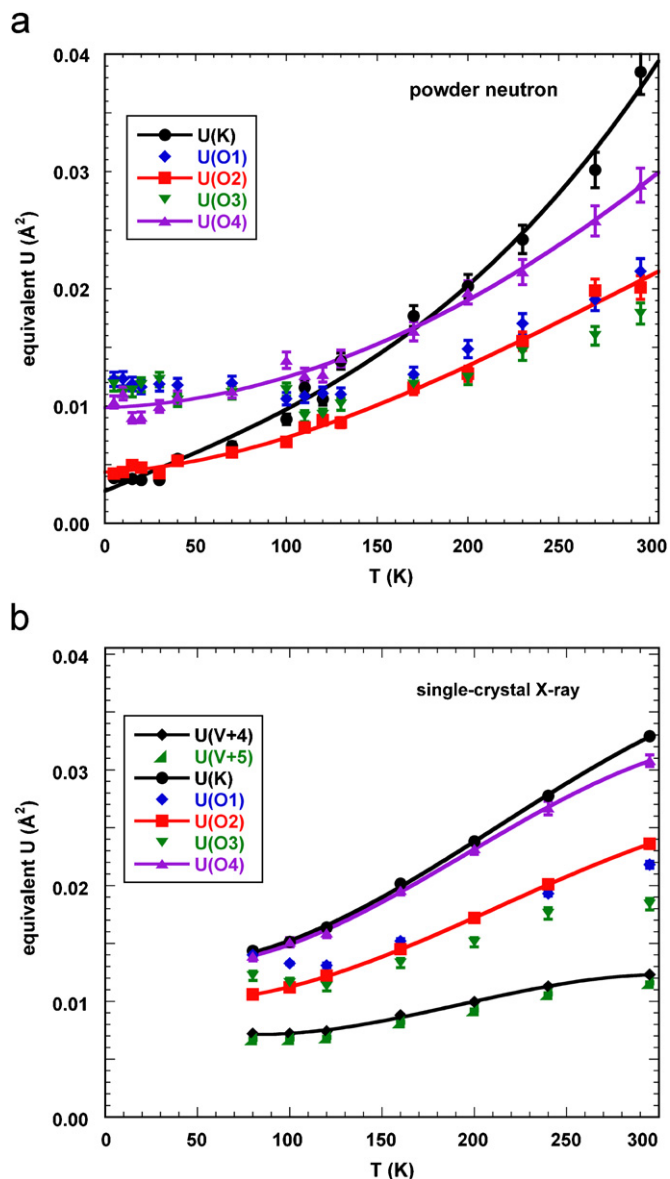 a
0.04
0.03
0.02
0.01
0.00
equivalent U (Å²)
powder neutron
U(K)
U(O1)
U(O2)
U(O3)
U(O4)
0 50 100 150 200 250 300
T (K)
b
0.04
0.03
0.02
0.01
0.00
equivalent U (Å²)
single-crystal X-ray
U(V+4)
U(V+5)
U(K)
U(O1)
U(O2)
U(O3)
U(O4)
0 50 100 150 200 250 300
T (K)